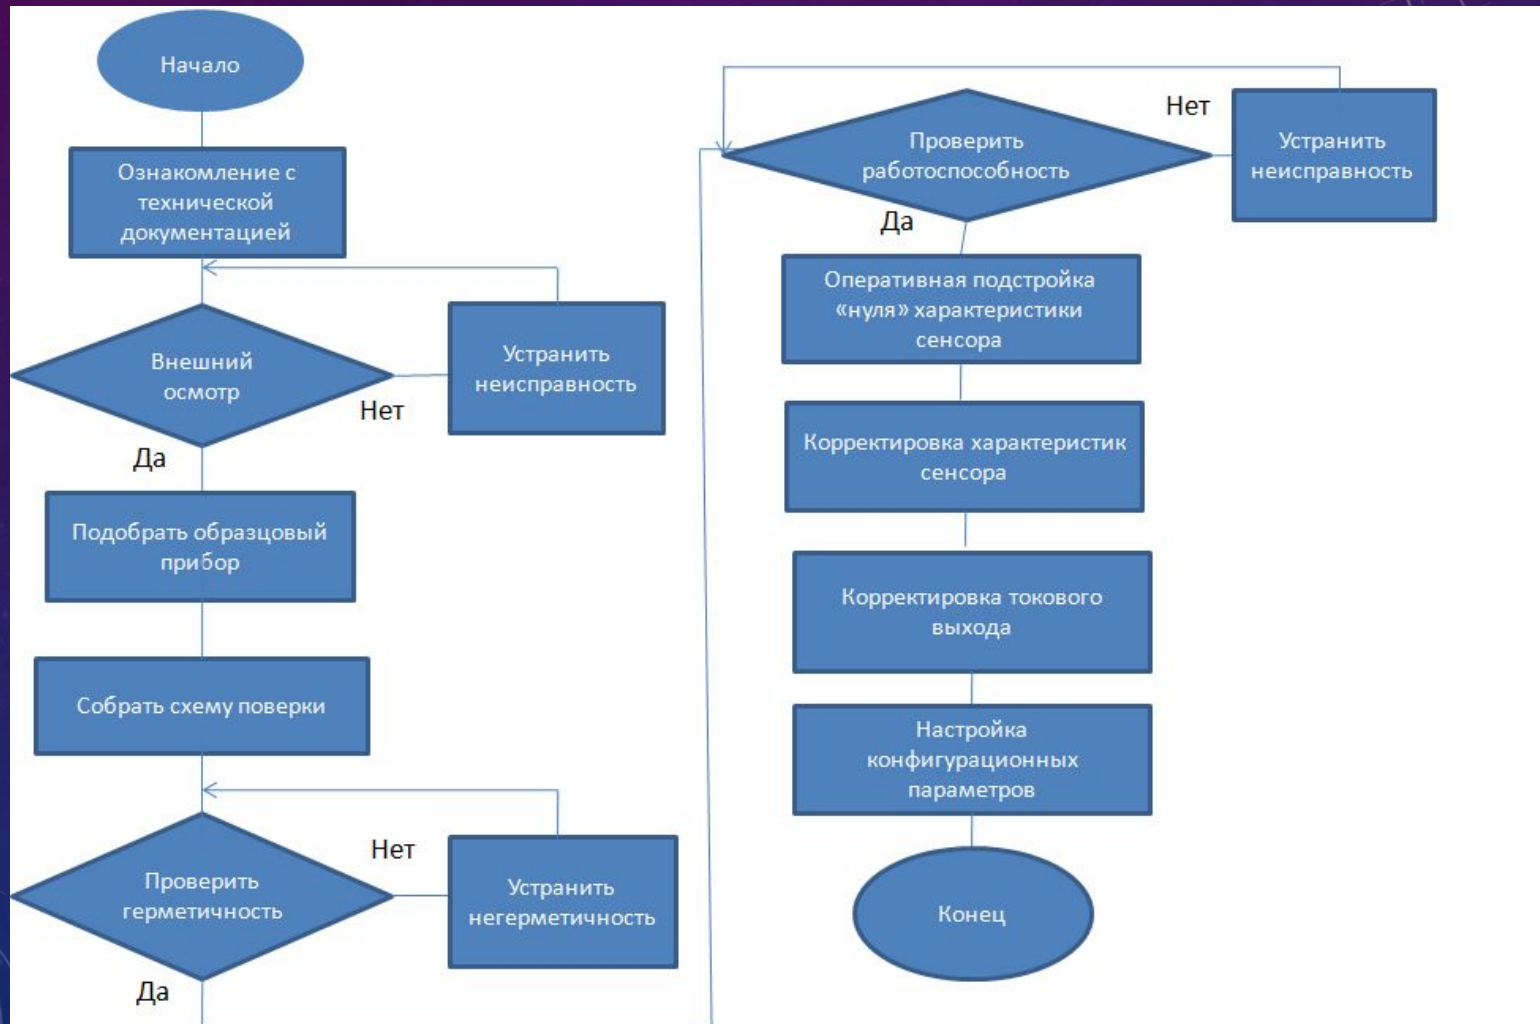 Начало
Ознакомление с
технической
документацией
Внешний
осмотр
Нет
Устранить
неисправность
Да
Подобрать образцовый
прибор
Собрать схему поверки
Проверить
герметичность
Нет
Устранить
негерметичность
Да
Проверить
работоспособность
Нет
Устранить
неисправность
Да
Оперативная подстройка
«нуля» характеристики
сенсора
Корректировка характеристик
сенсора
Корректировка токового
выхода
Настройка
конфигурационных
параметров
Конец